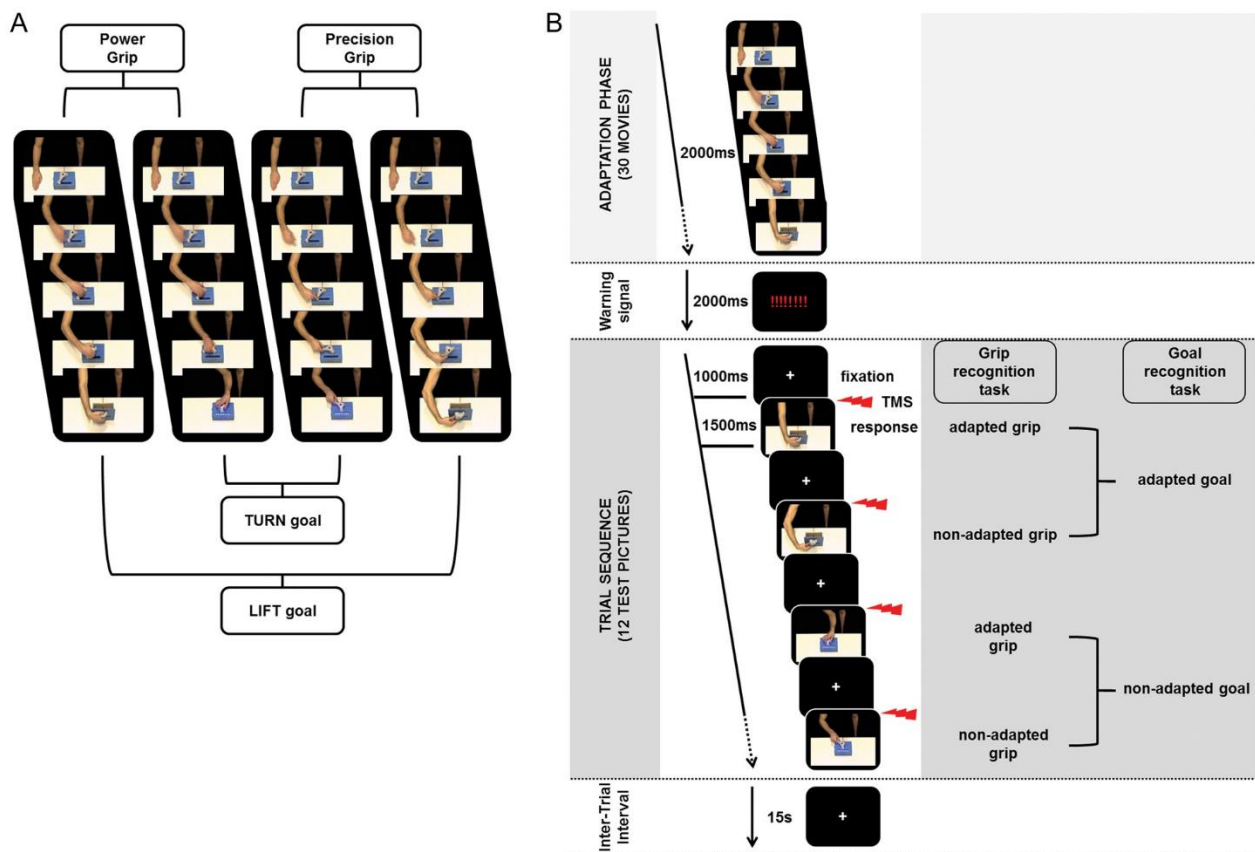 A
Power
Grip
Precision
Grip
TURN goal
LIFT goal
B
ADAPTATION PHASE
(30 MOVIES)
2000ms
Warning
signal
2000ms
!!!!!!!!
TRIAL SEQUENCE
(12 TEST PICTURES)
1000ms
fixation
TMS
1500ms
response
Grip
recognition
task
Goal
recognition
task
adapted grip
adapted goal
non-adapted grip
adapted
grip
non-adapted goal
non-adapted
grip
Inter-Trial
Interval
15s